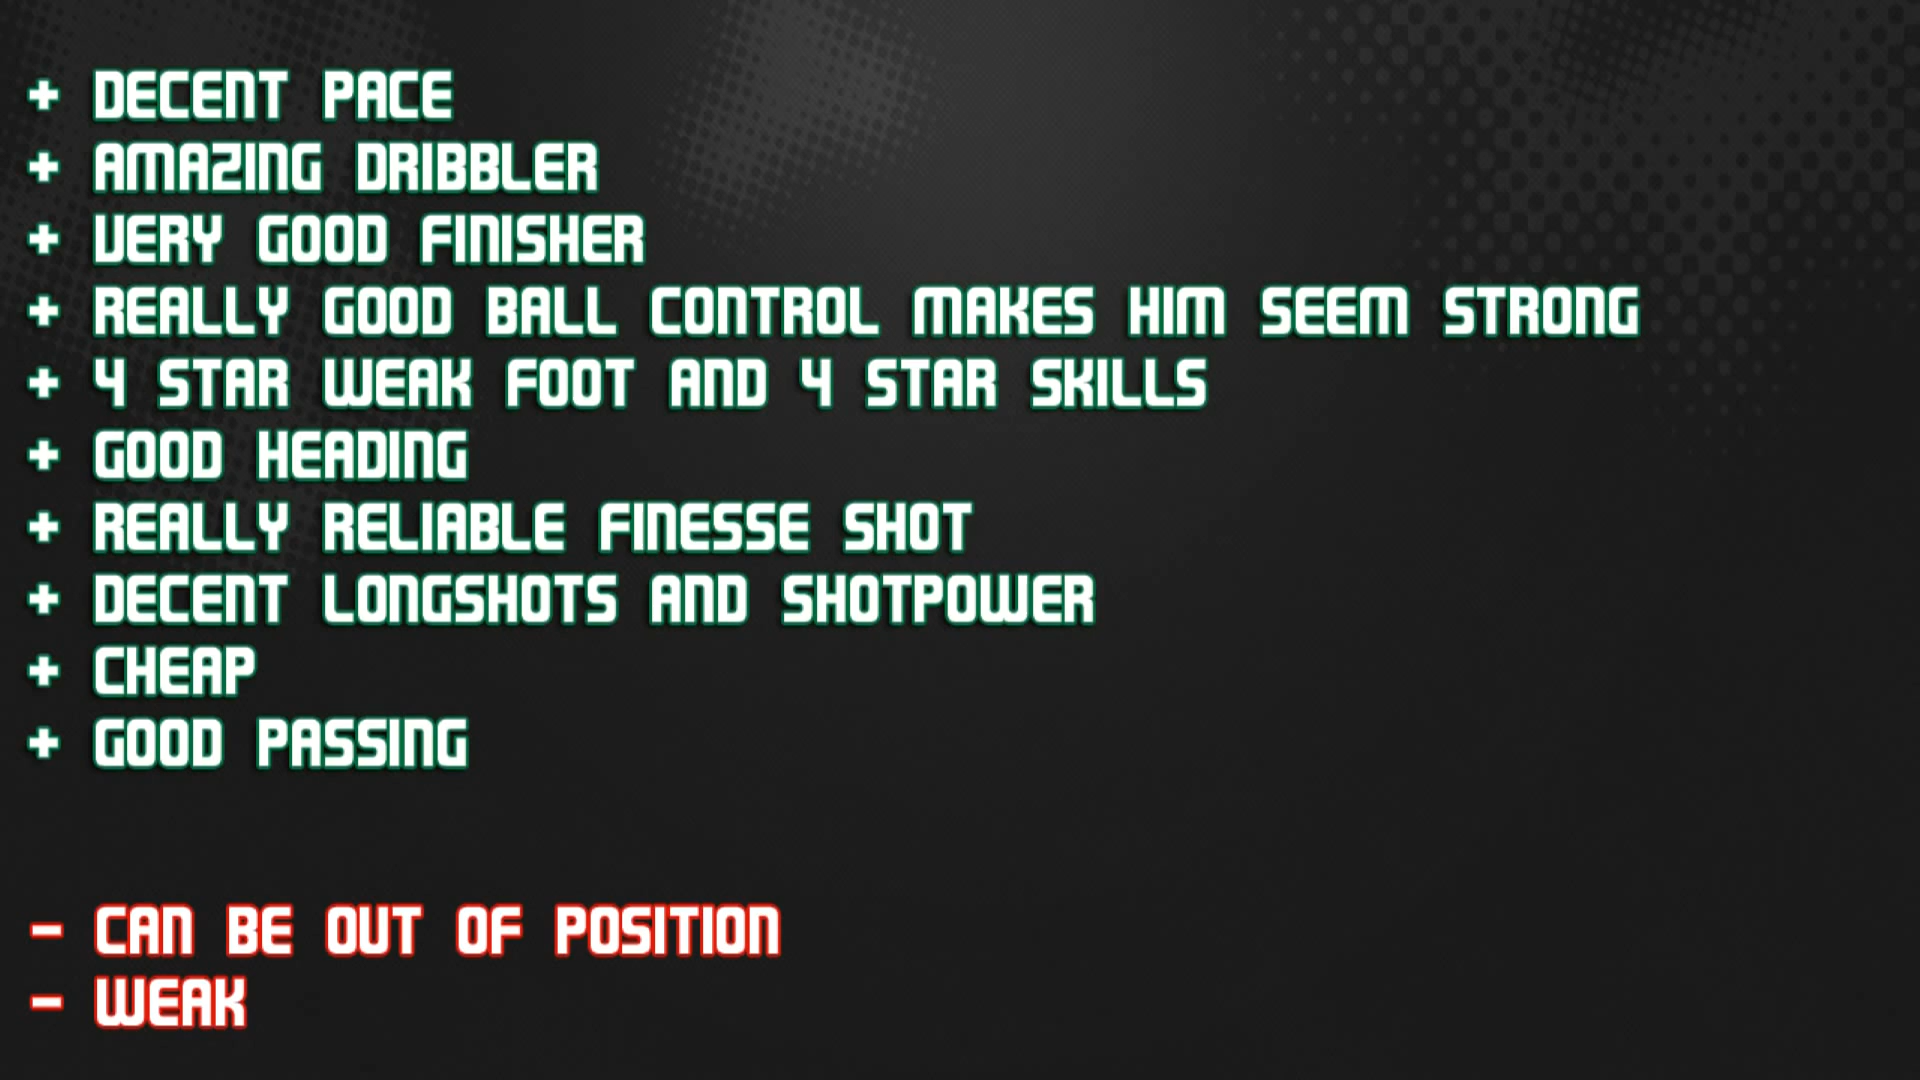 + DECENT PACE
+ AMAZING DRIBBLER
+ VERY GOOD FINISHER
+ REALLY GOOD BALL CONTROL MAKES HIM SEEM STRONG
+ 4 STAR WEAK FOOT AND 4 STAR SKILLS
+ GOOD HEADING
+ REALLY RELIABLE FINESSE SHOT
+ DECENT LONGSHOTS AND SHOTPOWER
+ CHEAP
+ GOOD PASSING
- CAN BE OUT OF POSITION
- WEAK